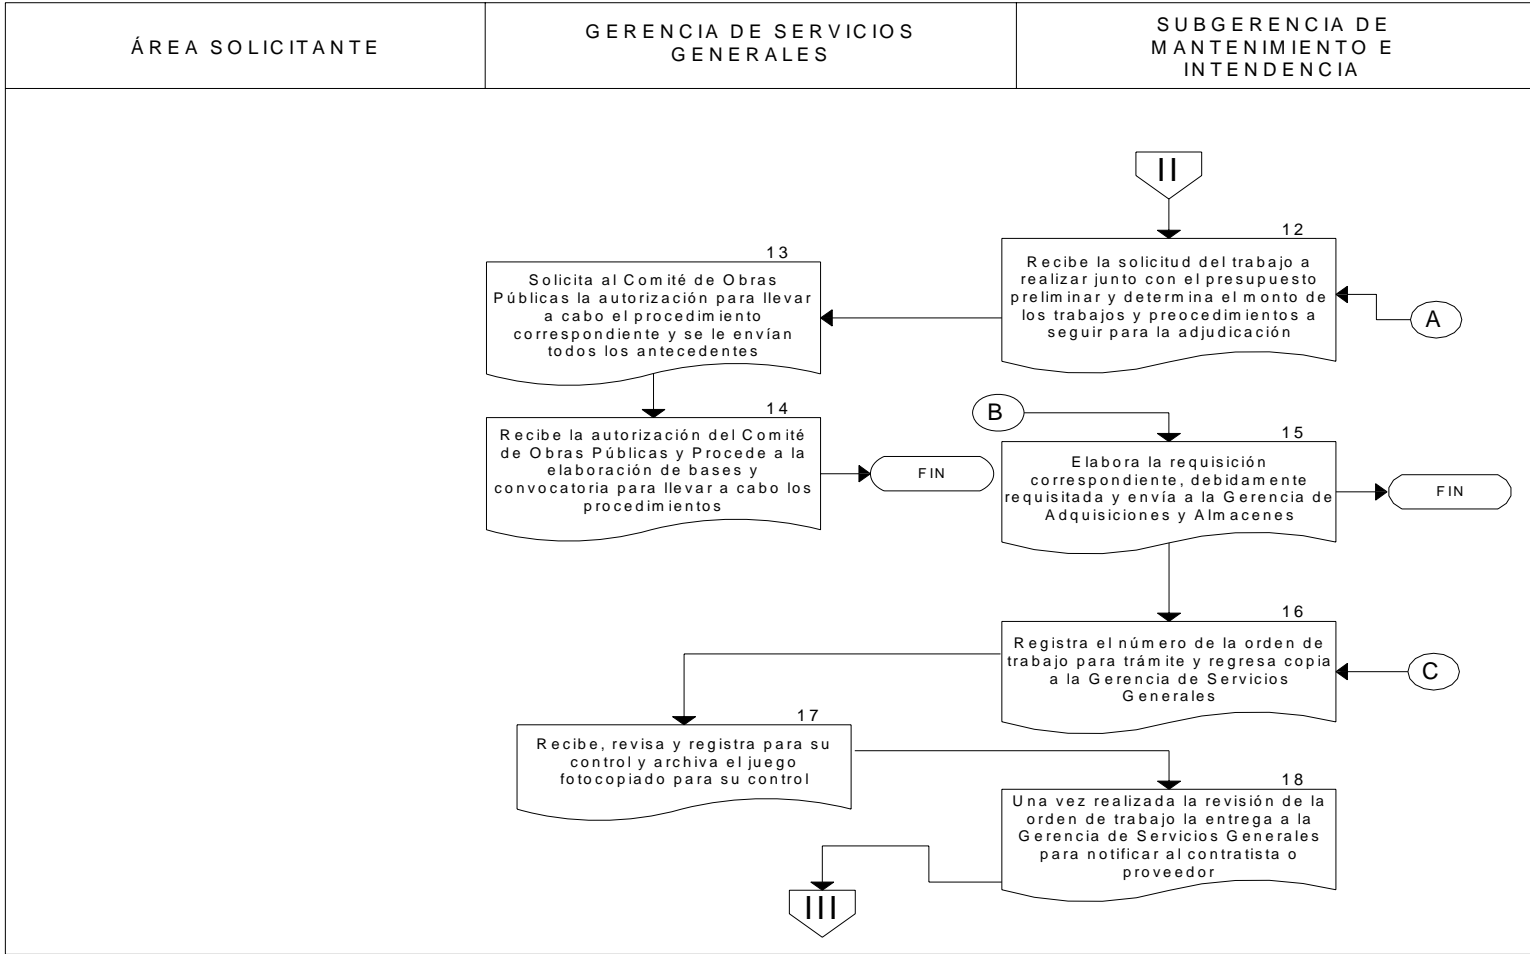 ÁREA SOLICITANTE
GERENCIA DE SERVICIOS
GENERALES
SUBGERENCIA DE
MANTENIMIENTO E
INTENDENCIA
II
12
Recibe la solicitud del trabajo a
realizar junto con el presupuesto
preliminar y determina el monto de
los trabajos y preocedimientos a
seguir para la adjudicación
A
13
Solicita al Comité de Obras
Públicas la autorización para llevar
a cabo el procedimiento
correspondiente y se le envían
todos los antecedentes
14
Recibe la autorización del Comité
de Obras Públicas y Procede a la
elaboración de bases y
convocatoria para llevar a cabo los
procedimientos
FIN
B
15
Elabora la requisición
correspondiente, debidamente
requisitada y envía a la Gerencia de
Adquisiciones y Almacenes
FIN
16
Registra el número de la orden de
trabajo para trámite y regresa copia
a la Gerencia de Servicios
Generales
C
17
Recibe, revisa y registra para su
control y archiva el juego
fotocopiado para su control
18
Una vez realizada la revisión de la
orden de trabajo la entrega a la
Gerencia de Servicios Generales
para notificar al contratista o
proveedor
III